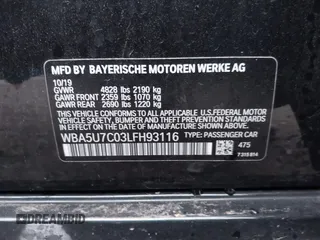 MFD BY BAYERISCHE MOTOREN WERKE AG
10/19
GVWR 4828 lbs 2190 kg
GAWR FRONT 2359 lbs 1070 kg
GAWR REAR 2690 lbs 1220 kg
THIS VEHICLE CONFORMS TO ALL APPLICABLE
FEDERAL MOTOR VEHICLE SAFETY, BUMPER, AND
THEFT PREVENTION STANDARDS IN EFFECT ON THE
DATE OF MANUFACTURE SHOWN ABOVE.
WBA5U7C03LFH93116 TYPE: PASSENGER CAR
475
7 315 814
DREAMBID